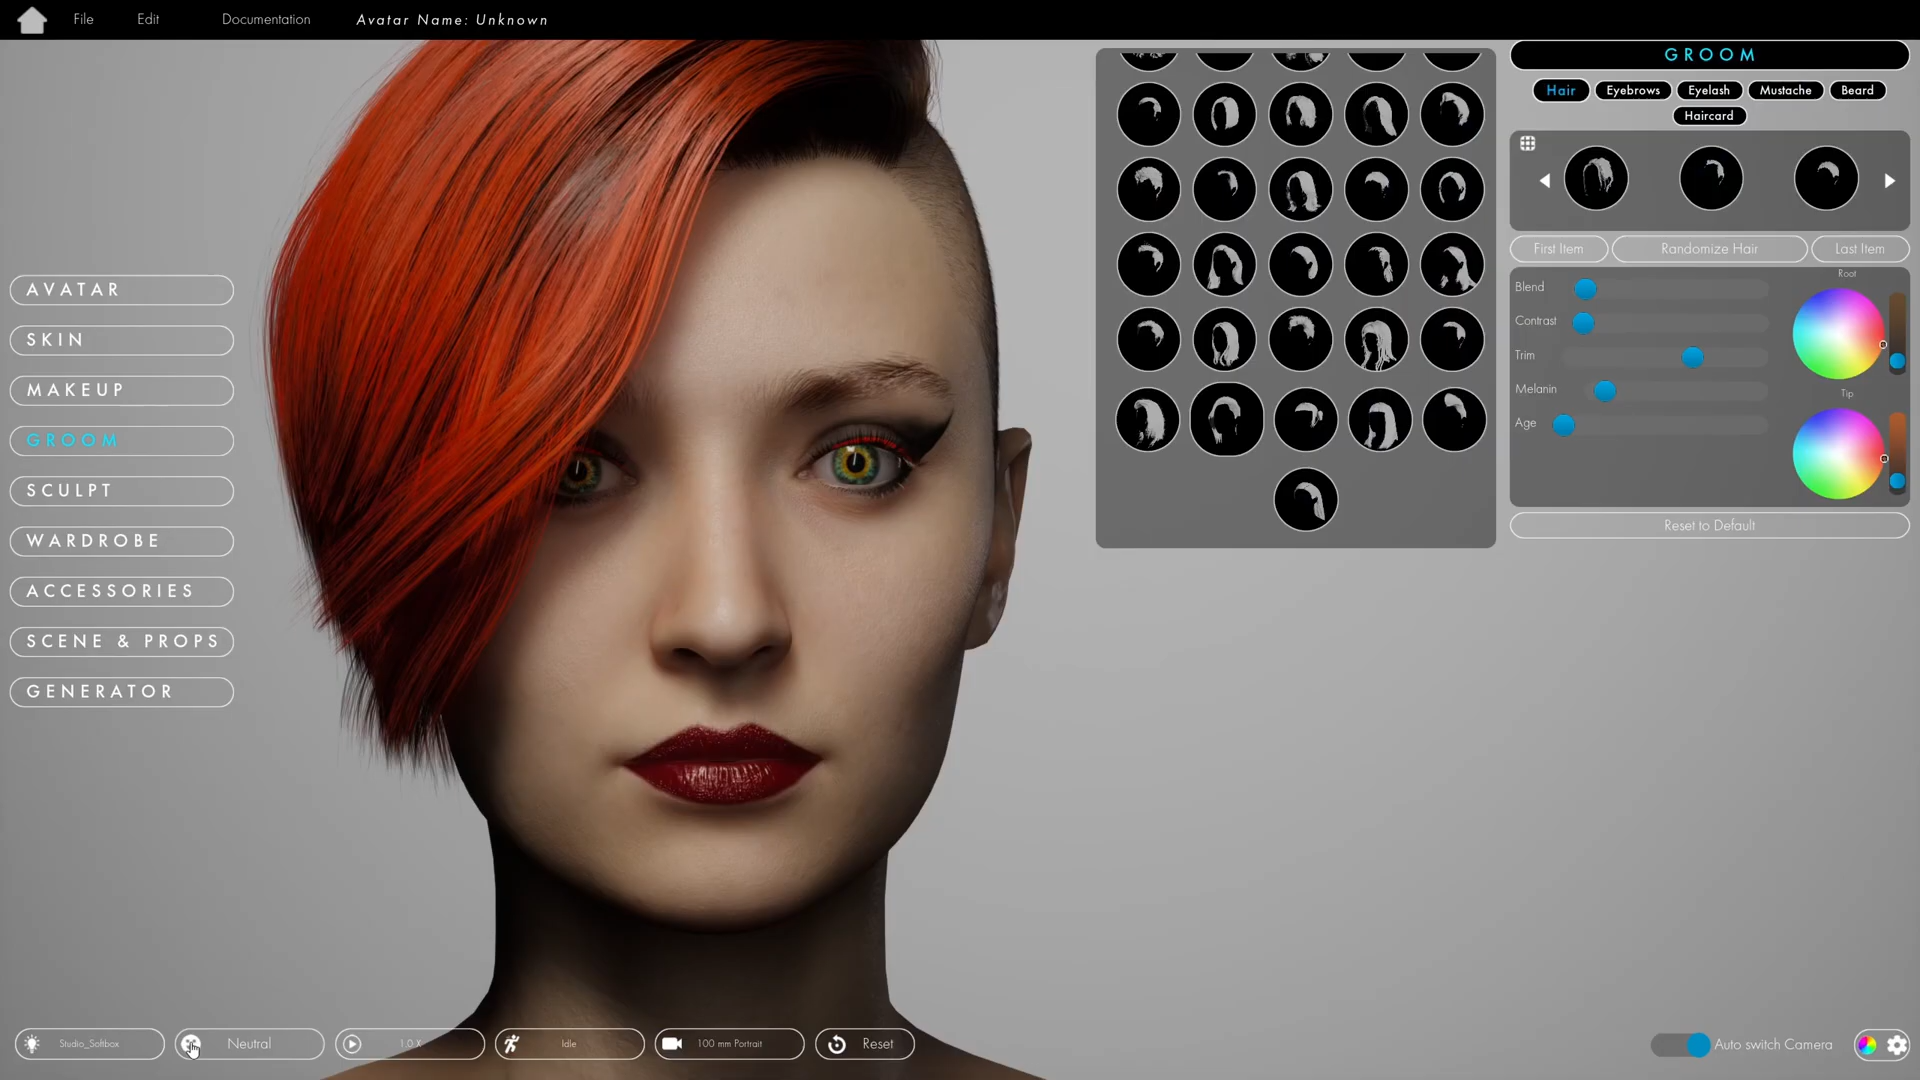 File Edit Documentation Avatar Name: Unknown
AVATAR
SKIN
MAKEUP
GROOM
SCULPT
WARDROBE
ACCESSORIES
SCENE & PROPS
GENERATOR
GROOM
Hair Eyebrows Eyelash Mustache Beard
Haircard
First Item Randomize Hair Last Item
Root
Blend
Contrast
Trim
Melanin
Tip
Age
Reset to Default
Studio_Softbox Neutral 1.0 X Idle 100 mm Portrait Reset Auto switch Camera